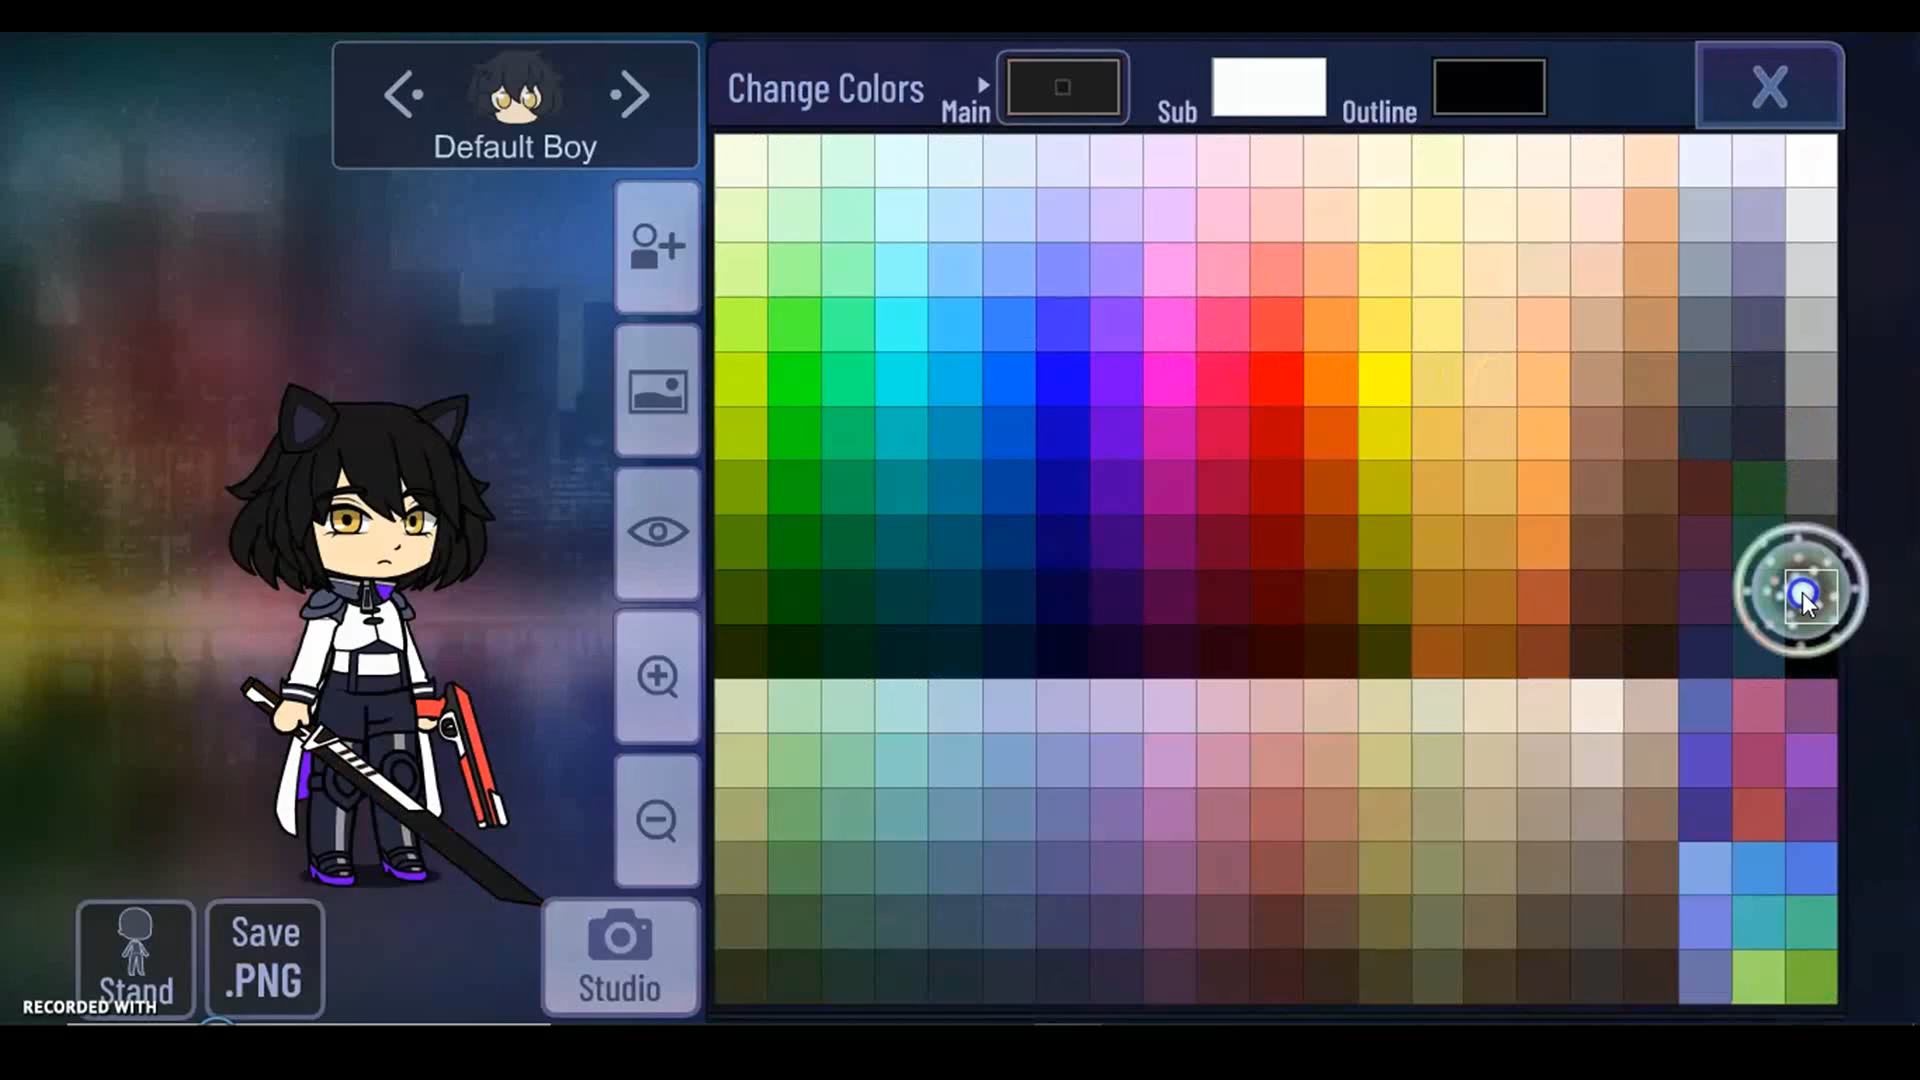 Default Boy
Change Colors
Main
Sub
Outline
X
Stand
Save
.PNG
Studio
RECORDED WITH